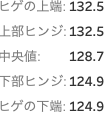 ヒゲの上端: 132.5
上部ヒンジ: 132.5
中央値: 128.7
下部ヒンジ: 124.9
ヒゲの下端: 124.9